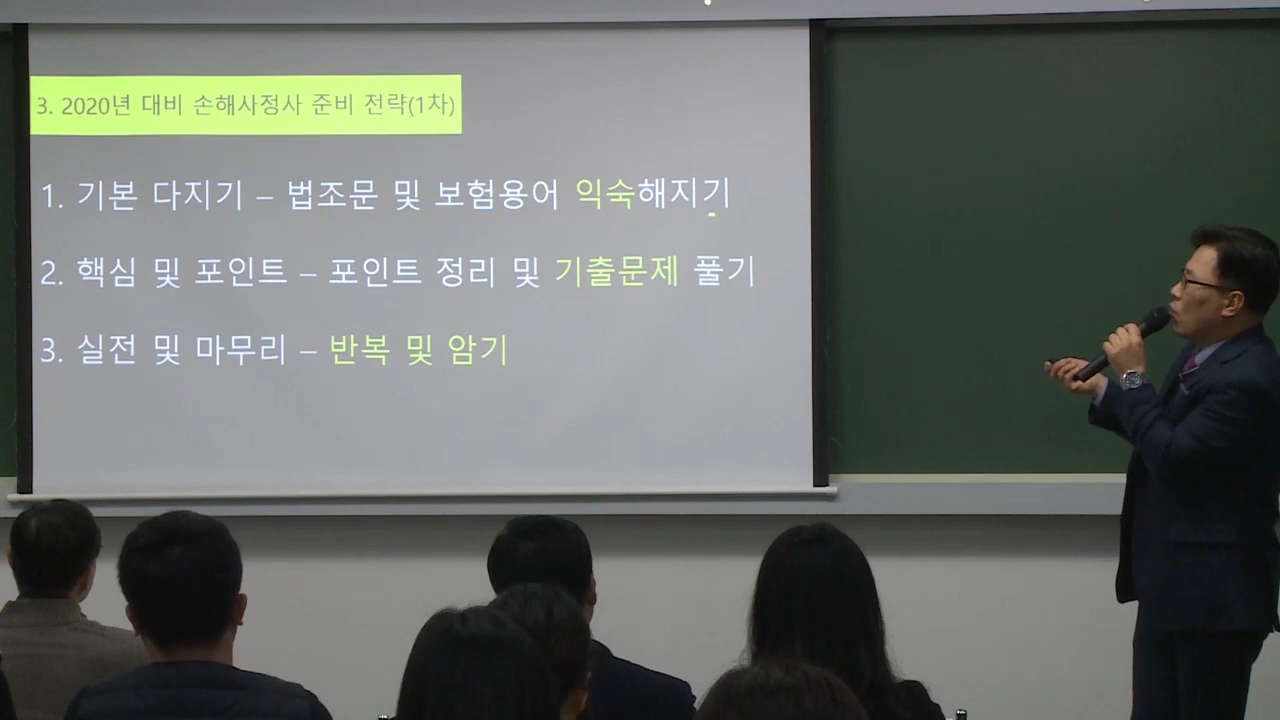 3. 2020년 대비 손해사정사 준비 전략(1차)
1. 기본 다지기 – 법조문 및 보험용어 익숙해지기
2. 핵심 및 포인트 – 포인트 정리 및 기출문제 풀기
3. 실전 및 마무리 – 반복 및 암기